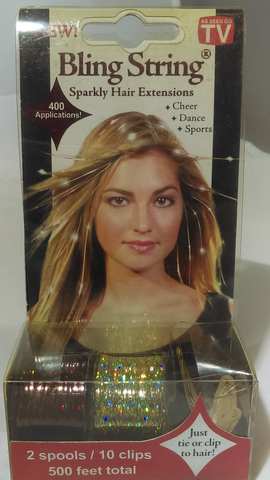 BWI
AS SEEN ON
TV
Bling String®
Sparkly Hair Extensions
400
Applications!
✦ Cheer
✦ Dance
✦ Sports
2 spools / 10 clips
500 feet total
Just
tie or clip
to hair!